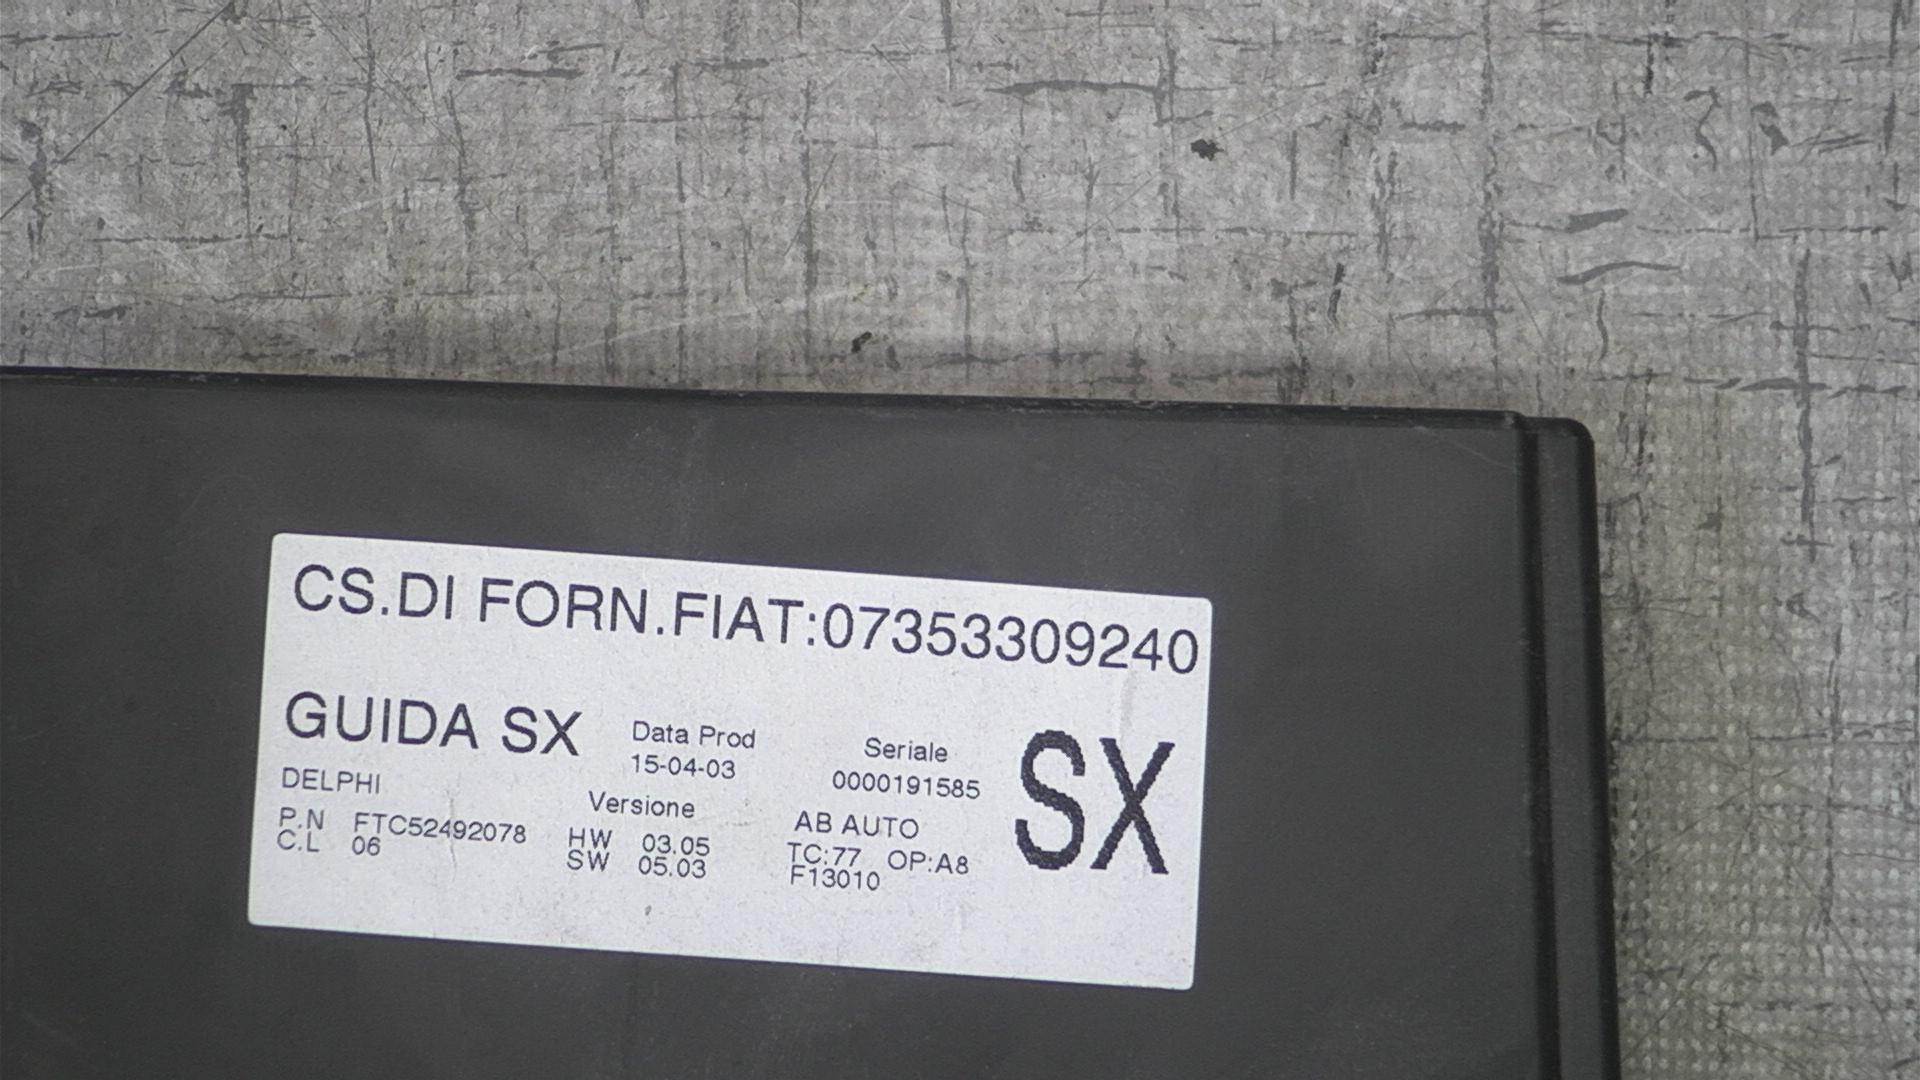 CS.DI FORN.FIAT:07353309240
GUIDA SX
Data Prod
15-04-03
Seriale
0000191585
SX
DELPHI
P.N FTC52492078
C.L 06
Versione
HW 03.05
SW 05.03
AB AUTO
TC:77 OP:A8
F13010